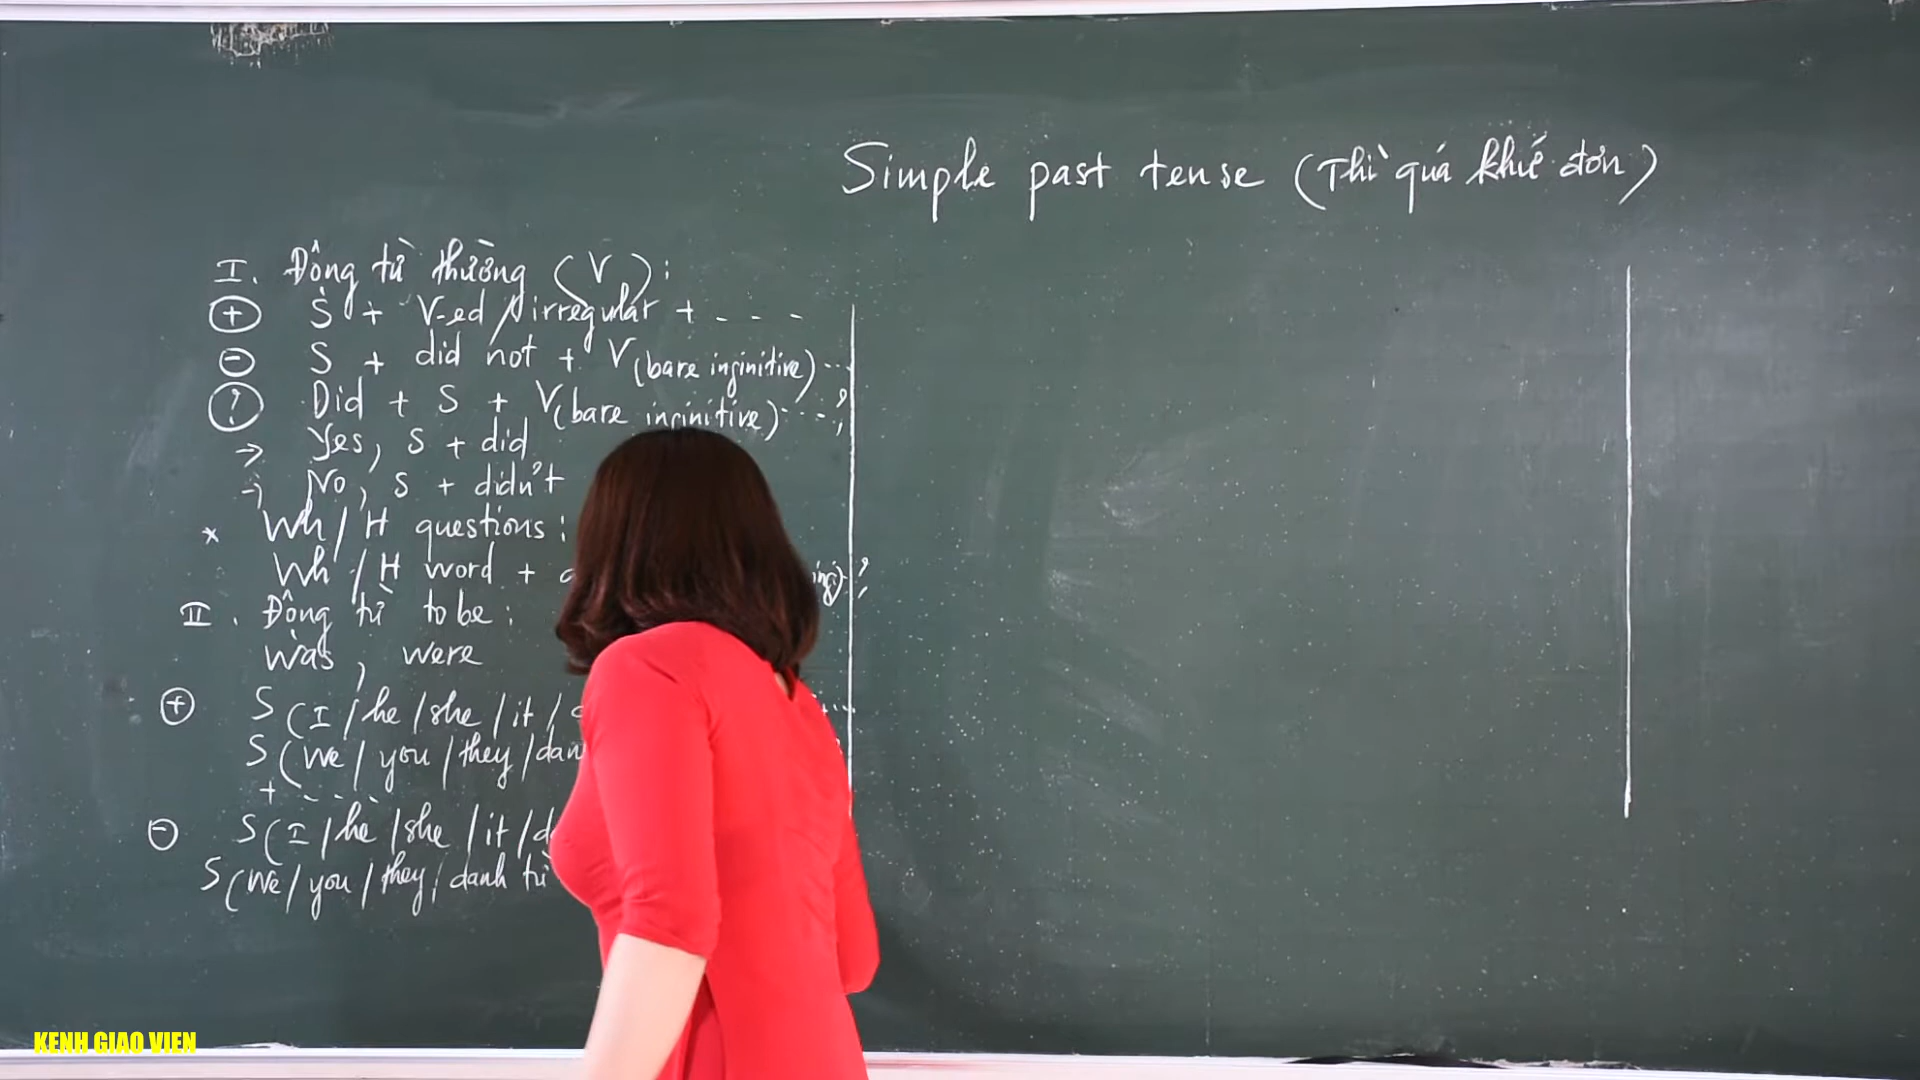 Simple past tense (Thì quá khứ đơn)
I. Động từ thường (V):
(+) S + V-ed / irregular + - - -
(-) S + did not + V (bare infinitive) ...
(?) Did + S + V (bare infinitive) ... ?
→ Yes, S + did
→ No, S + didn't
* Wh / H questions:
Wh / H word +
II. Động từ to be:
Was, were
(+) S (I / he / she / it /
S (We / you / they /
+ - - - -
(-) S (I / he / she / it /
S (We / you / they / danh từ
KENH GIAO VIEN